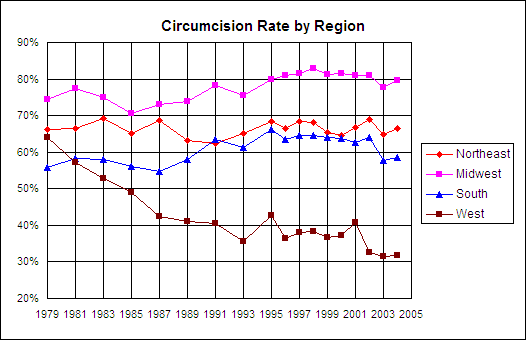 Circumcision Rate by Region
90%
80%
70%
60%
50%
40%
30%
20%
1979 1981 1983 1985 1987 1989 1991 1993 1995 1997 1999 2001 2003 2005
Northeast
Midwest
South
West